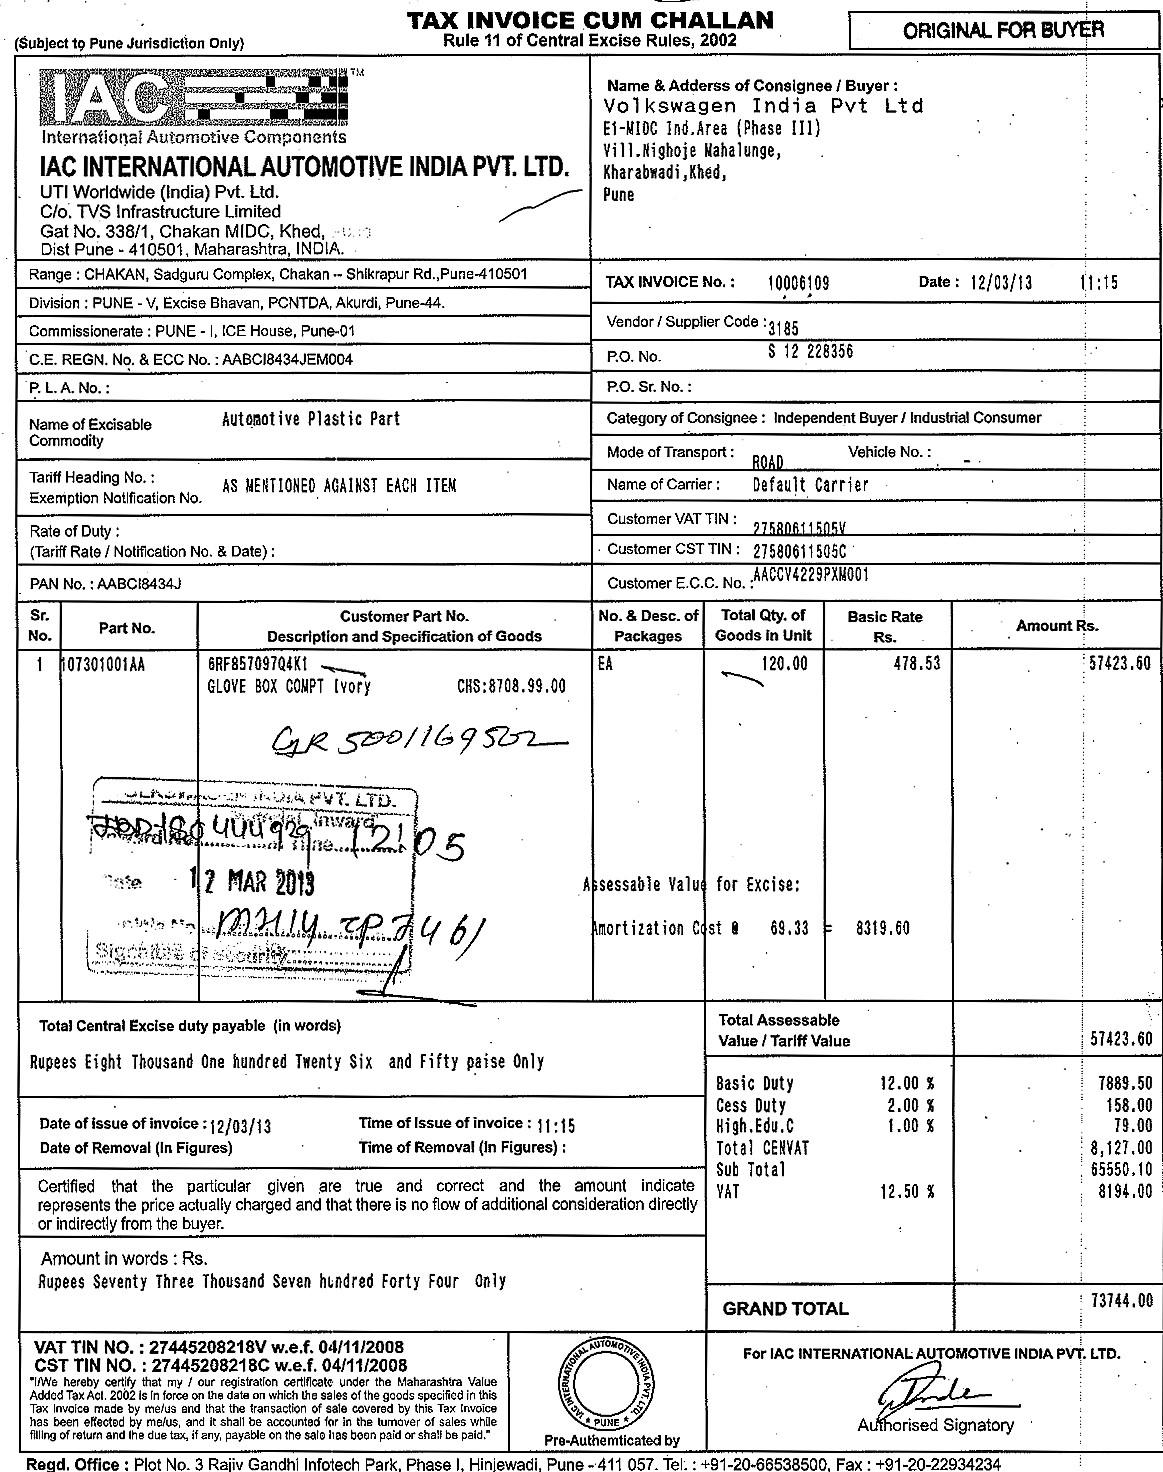 TAX INVOICE CUM CHALLAN
Rule 11 of Central Excise Rules, 2002
ORIGINAL FOR BUYER
(Subject to Pune Jurisdiction Only)
IAC TM
International Automotive Components
IAC INTERNATIONAL AUTOMOTIVE INDIA PVT. LTD.
UTI Worldwide (India) Pvt. Ltd.
C/o. TVS Infrastructure Limited
Gat No. 338/1, Chakan MIDC, Khed,
Dist Pune - 410501, Maharashtra, INDIA.
Name & Adderss of Consignee / Buyer :
Volkswagen India Pvt Ltd
E1-MIDC Ind.Area (Phase III)
Vill.Nighoje Mahalunge,
Kharabwadi,Khed,
Pune
Range : CHAKAN, Sadguru Complex, Chakan -- Shikrapur Rd.,Pune-410501
Division : PUNE - V, Excise Bhavan, PCNTDA, Akurdi, Pune-44.
Commissionerate : PUNE - I, ICE House, Pune-01
C.E. REGN. No. & ECC No. : AABCI8434JEM004
P. L. A. No. :
Name of Excisable Commodity Automotive Plastic Part
Tariff Heading No. :
Exemption Notification No. AS MENTIONED AGAINST EACH ITEM
Rate of Duty :
(Tariff Rate / Notification No. & Date) :
PAN No. : AABCI8434J
TAX INVOICE No. : 10006109 Date : 12/03/13 11:15
Vendor / Supplier Code : 3185
P.O. No. S 12 228356
P.O. Sr. No. :
Category of Consignee : Independent Buyer / Industrial Consumer
Mode of Transport : ROAD Vehicle No. : -
Name of Carrier : Default Carrier
Customer VAT TIN : 27580611505V
Customer CST TIN : 27580611505C
Customer E.C.C. No. : AACCV4229PXM001
Sr. No. Part No. Customer Part No. Description and Specification of Goods No. & Desc. of Packages Total Qty. of Goods in Unit Basic Rate Rs. Amount Rs.
1 107301001AA 6RF857097Q4K1 EA 120.00 478.53 57423.60
GLOVE BOX COMPT Ivory CHS:8708.99.00
GR 5001169502
INDIA PVT. LTD.
Inward
Time 12:05
Date 12 MAR 2013
MH14 CP 7461
Signature of Security
Assessable Value for Excise:
Amortization Cost @ 69.33 = 8319.60
Total Central Excise duty payable (in words)
Rupees Eight Thousand One hundred Twenty Six and Fifty paise Only
Date of issue of invoice : 12/03/13 Time of Issue of invoice : 11:15
Date of Removal (In Figures) Time of Removal (In Figures) :
Certified that the particular given are true and correct and the amount indicate
represents the price actually charged and that there is no flow of additional consideration directly
or indirectly from the buyer.
Amount in words : Rs.
Rupees Seventy Three Thousand Seven hundred Forty Four Only
Total Assessable
Value / Tariff Value 57423.60
Basic Duty 12.00 % 7889.50
Cess Duty 2.00 % 158.00
High.Edu.C 1.00 % 79.00
Total CENVAT 8,127.00
Sub Total 65550.10
VAT 12.50 % 8194.00
GRAND TOTAL 73744.00
VAT TIN NO. : 27445208218V w.e.f. 04/11/2008
CST TIN NO. : 27445208218C w.e.f. 04/11/2008
"I/We hereby certify that my / our registration certificate under the Maharashtra Value
Added Tax Act. 2002 is in force on the date on which the sales of the goods specified in this
Tax Invoice made by me/us and that the transaction of sale covered by this Tax Invoice
has been effected by me/us, and it shall be accounted for in the turnover of sales while
filling of return and the due tax, if any, payable on the sale has been paid or shall be paid."
IAC INTERNATIONAL AUTOMOTIVE INDIA PVT. LTD. * PUNE *
Pre-Authemticated by
For IAC INTERNATIONAL AUTOMOTIVE INDIA PVT. LTD.
Authorised Signatory
Regd. Office : Plot No. 3 Rajiv Gandhi Infotech Park, Phase I, Hinjewadi, Pune - 411 057. Tel. : +91-20-66538500, Fax : +91-20-22934234